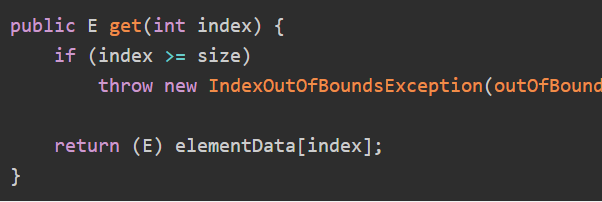 public E get(int index) {
if (index >= size)
throw new IndexOutOfBoundsException(outOfBound
return (E) elementData[index];
}